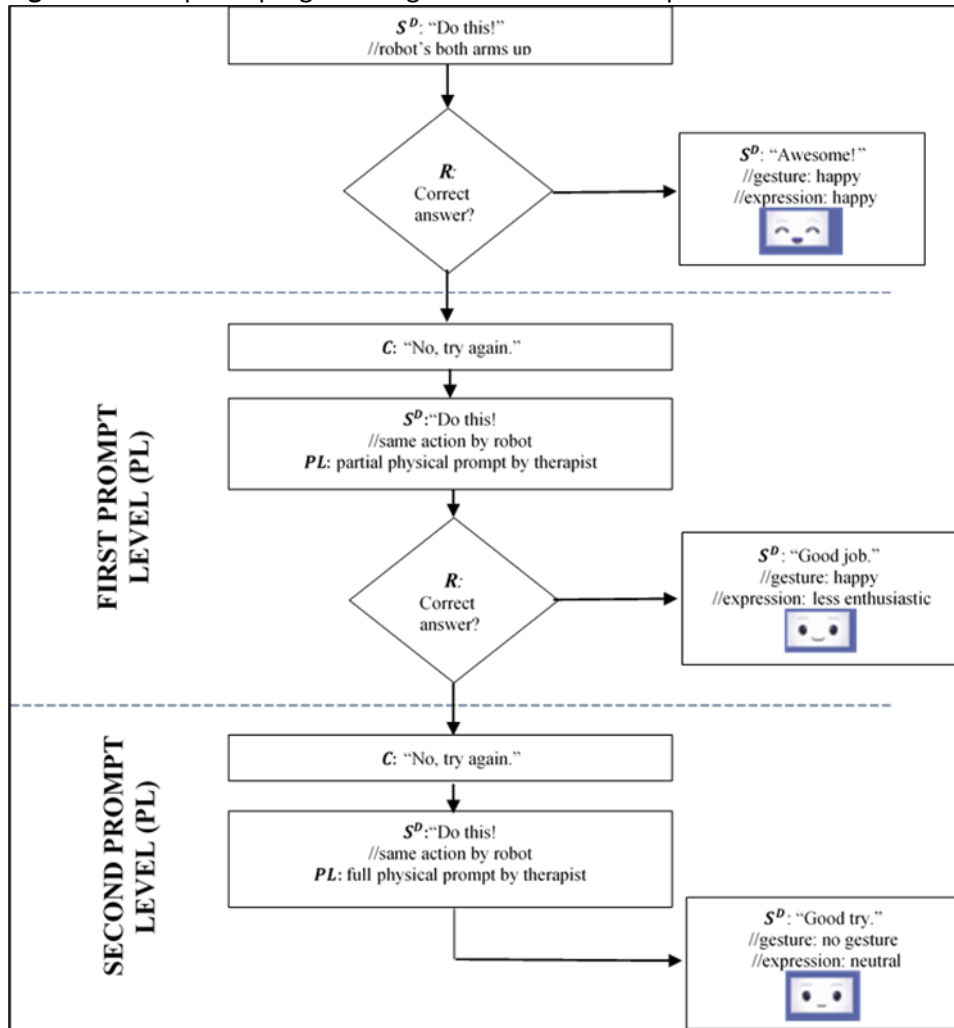 S^D: “Do this!”
//robot`s both arms up
R:
Correct
answer?
S^D: “Awesome!”
//gesture: happy
//expression: happy
FIRST PROMPT
LEVEL (PL)
C: “No, try again.”
S^D:“Do this!
//same action by robot
PL: partial physical prompt by therapist
R:
Correct
answer?
S^D: “Good job.”
//gesture: happy
//expression: less enthusiastic
SECOND PROMPT
LEVEL (PL)
C: “No, try again.”
S^D:“Do this!
//same action by robot
PL: full physical prompt by therapist
S^D: “Good try.”
//gesture: no gesture
//expression: neutral